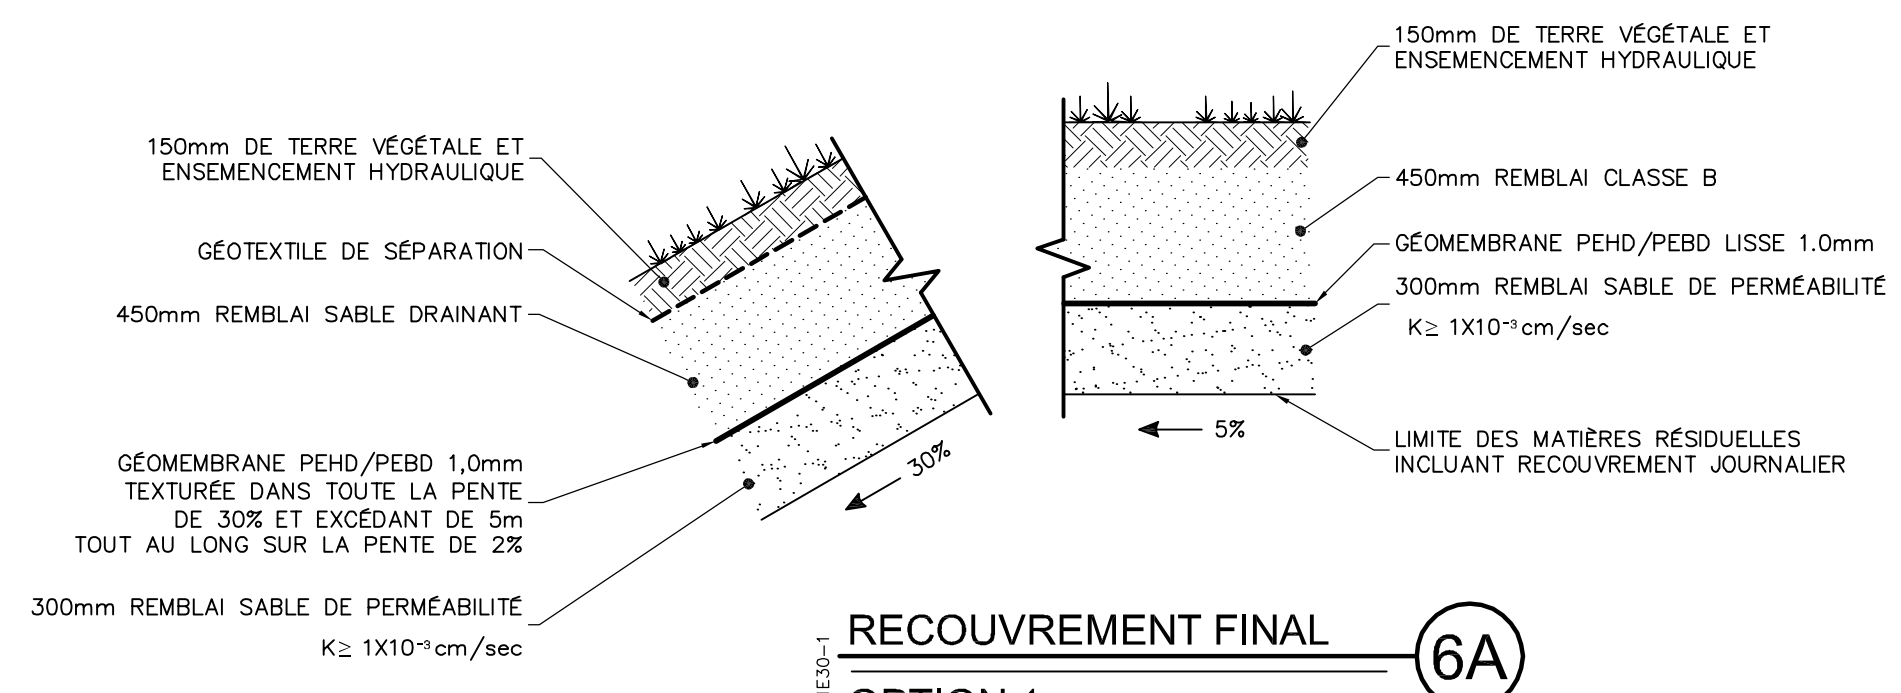 150mm DE TERRE VÉGÉTALE ET
ENSEMENCEMENT HYDRAULIQUE
GÉOTEXTILE DE SÉPARATION
450mm REMBLAI SABLE DRAINANT
GÉOMEMBRANE PEHD/PEBD 1,0mm
TEXTURÉE DANS TOUTE LA PENTE
DE 30% ET EXCÉDANT DE 5m
TOUT AU LONG SUR LA PENTE DE 2%
300mm REMBLAI SABLE DE PERMÉABILITÉ
K≥ 1X10⁻³cm/sec
30%
150mm DE TERRE VÉGÉTALE ET
ENSEMENCEMENT HYDRAULIQUE
450mm REMBLAI CLASSE B
GÉOMEMBRANE PEHD/PEBD LISSE 1.0mm
300mm REMBLAI SABLE DE PERMÉABILITÉ
K≥ 1X10⁻³cm/sec
5%
LIMITE DES MATIÈRES RÉSIDUELLES
INCLUANT RECOUVREMENT JOURNALIER
RECOUVREMENT FINAL
6A
OPTION 1